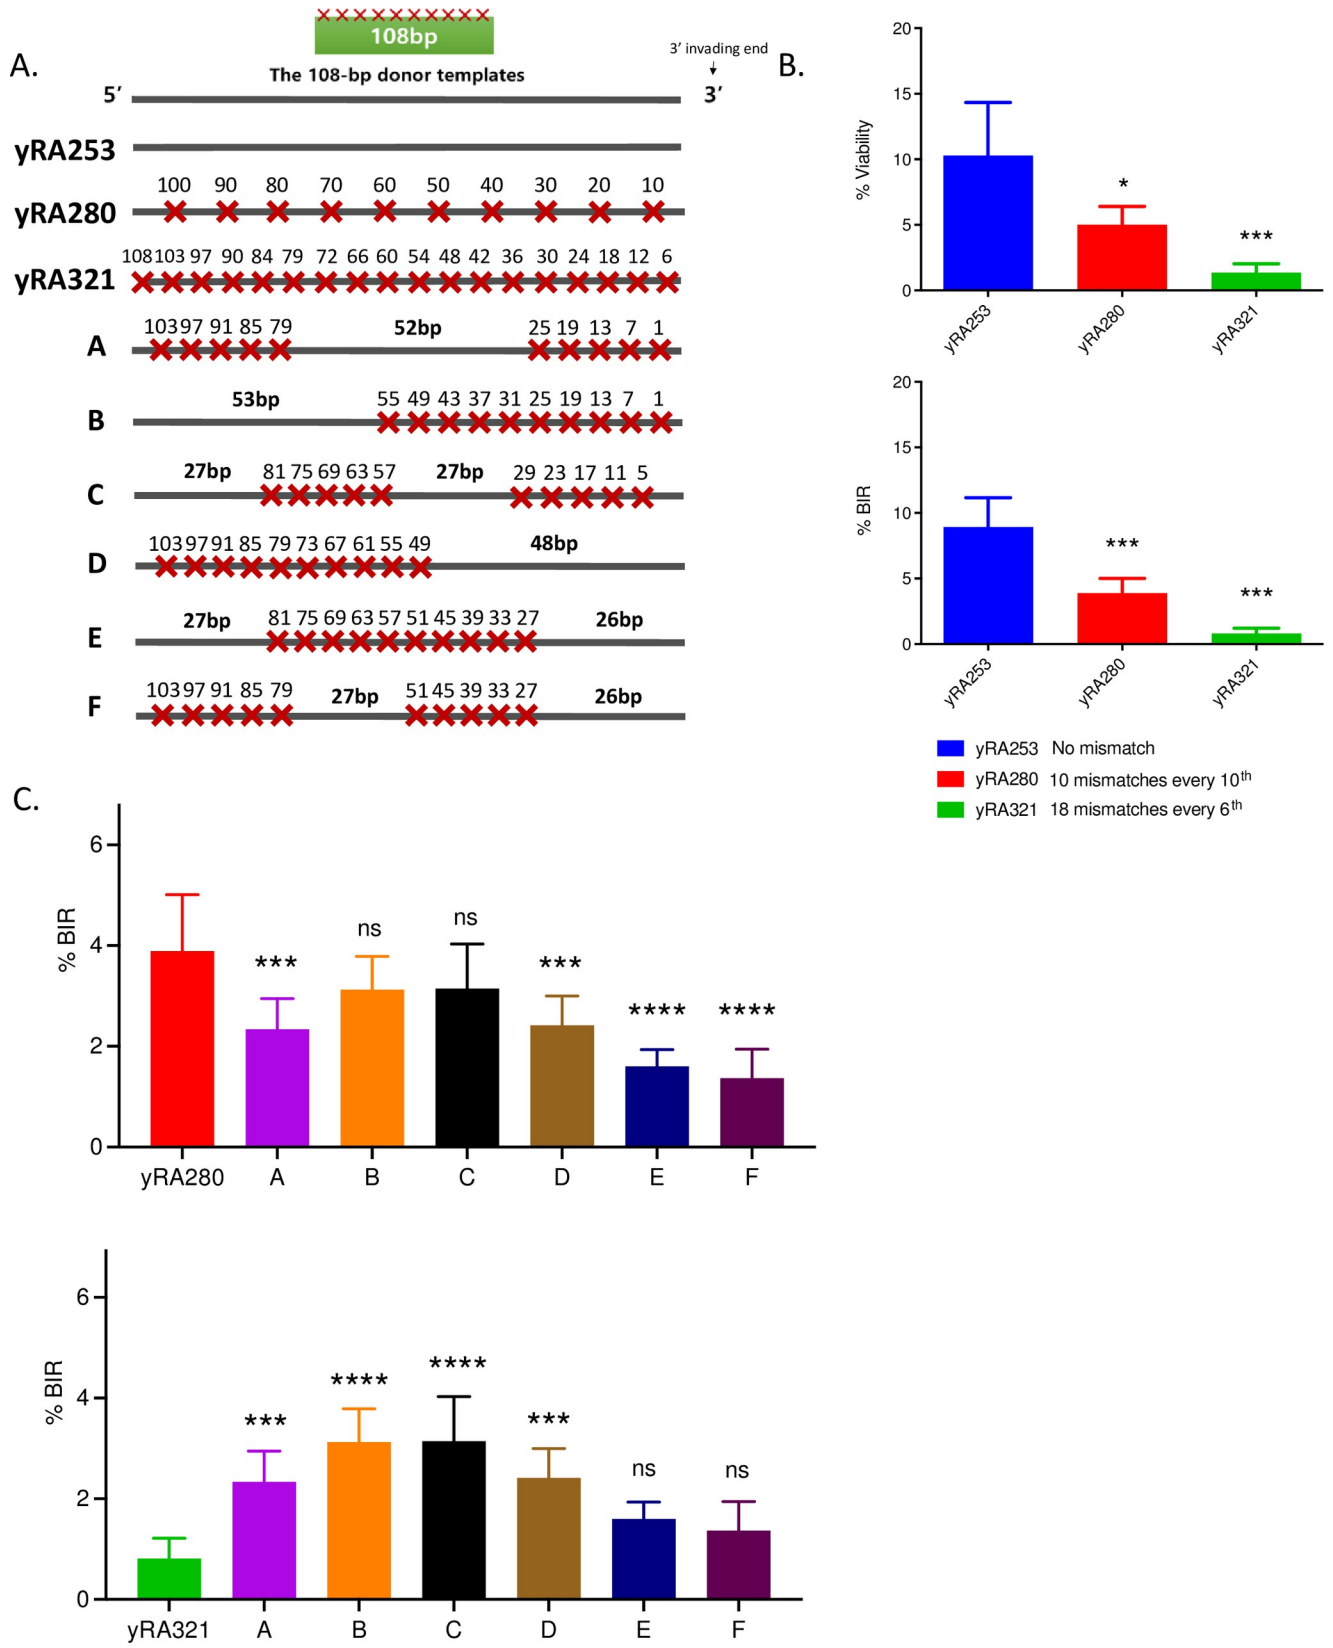 A.
108bp
The 108-bp donor templates
3′ invading end
5′ 3′
yRA253
100 90 80 70 60 50 40 30 20 10
yRA280
108 103 97 90 84 79 72 66 60 54 48 42 36 30 24 18 12 6
yRA321
103 97 91 85 79 52bp 25 19 13 7 1
A
53bp 55 49 43 37 31 25 19 13 7 1
B
27bp 81 75 69 63 57 27bp 29 23 17 11 5
C
103 97 91 85 79 73 67 61 55 49 48bp
D
27bp 81 75 69 63 57 51 45 39 33 27 26bp
E
103 97 91 85 79 27bp 51 45 39 33 27 26bp
F
B.
% Viability
20
15
10
5
0
*
***
yRA253 yRA280 yRA321
% BIR
20
15
10
5
0
***
***
yRA253 yRA280 yRA321
yRA253 No mismatch
yRA280 10 mismatches every 10th
yRA321 18 mismatches every 6th
C.
% BIR
6
4
2
0
*** ns ns *** **** ****
yRA280 A B C D E F
% BIR
6
4
2
0
*** **** **** *** ns ns
yRA321 A B C D E F